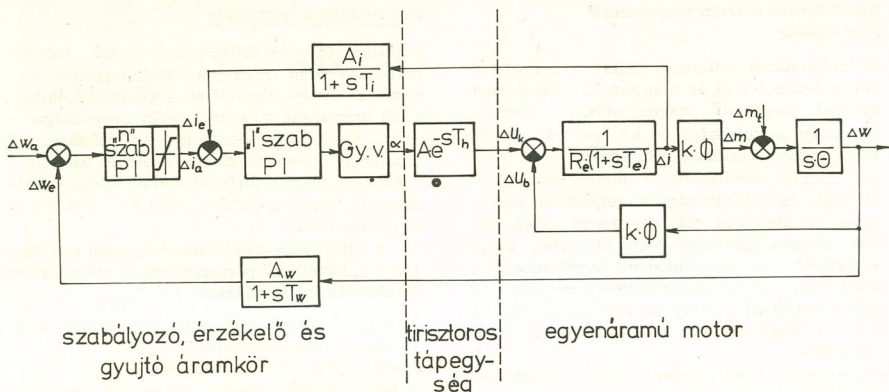 A_i
1+sT_i
Δw_a
Δw_e
„n"
szab
PI
Δi_e
Δi_a
„I" szab
PI
Gy.v.
α
Ae^{-sT_h}
ΔU_k
ΔU_b
1
R_e·(1+sT_e)
Δi
k·Φ
Δm
Δm_t
1
s·Θ
Δw
k·Φ
A_w
1+sT_w
szabályozó, érzékelő és
gyujtó áramkör
tirisztoros
tápegy-
ség
egyenáramú motor